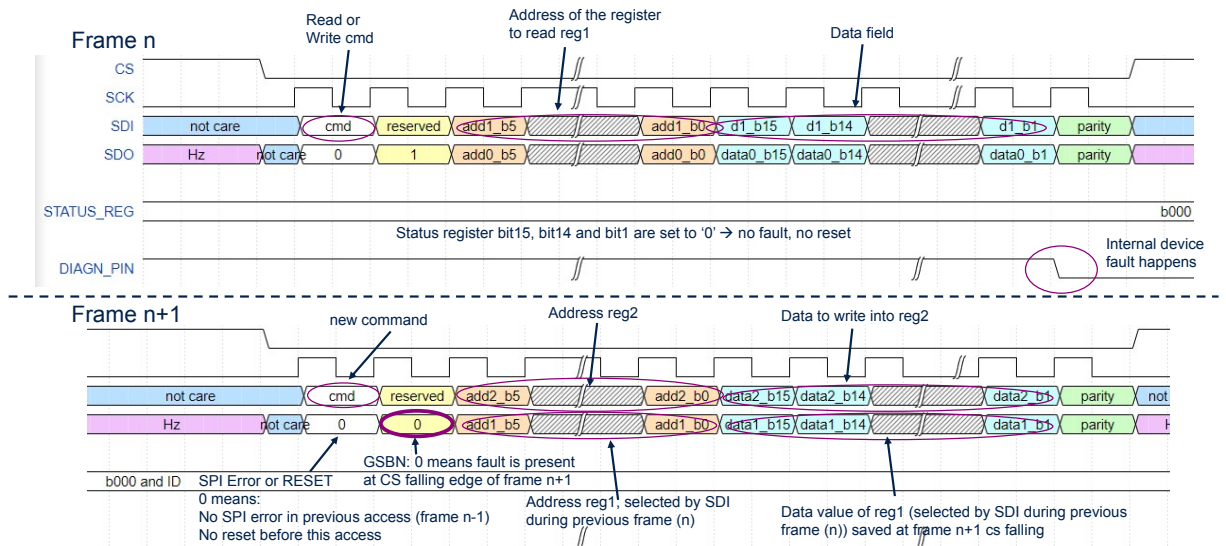 Frame n
Read or
Write cmd
Address of the register
to read reg1
Data field
CS
SCK
SDI
not care
cmd
reserved
add1_b5
add1_b0
d1_b15
d1_b14
d1_b1
parity
SDO
Hz
not care
0
1
add0_b5
add0_b0
data0_b15
data0_b14
data0_b1
parity
STATUS_REG
b000
Status register bit15, bit14 and bit1 are set to ‘0’ → no fault, no reset
DIAGN_PIN
Internal device
fault happens
Frame n+1
new command
Address reg2
Data to write into reg2
not care
cmd
reserved
add2_b5
add2_b0
data2_b15
data2_b14
data2_b1
parity
not
Hz
not care
0
0
add1_b5
add1_b0
data1_b15
data1_b14
data1_b1
parity
b000 and ID
SPI Error or RESET
0 means:
No SPI error in previous access (frame n-1)
No reset before this access
GSBN: 0 means fault is present
at CS falling edge of frame n+1
Address reg1, selected by SDI
during previous frame (n)
Data value of reg1 (selected by SDI during previous
frame (n)) saved at frame n+1 cs falling